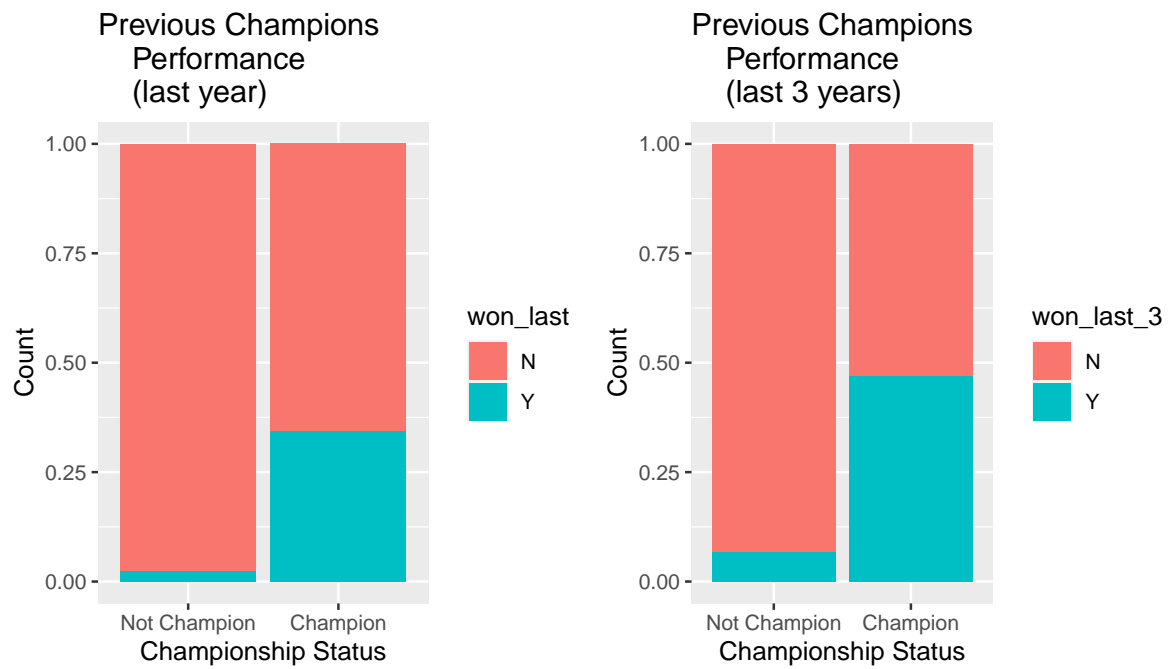 Previous Champions
Performance
(last year)
1.00
0.75
0.50
0.25
0.00
Count
Not Champion
Champion
Championship Status
won_last
N
Y
Previous Champions
Performance
(last 3 years)
1.00
0.75
0.50
0.25
0.00
Count
Not Champion
Champion
Championship Status
won_last_3
N
Y